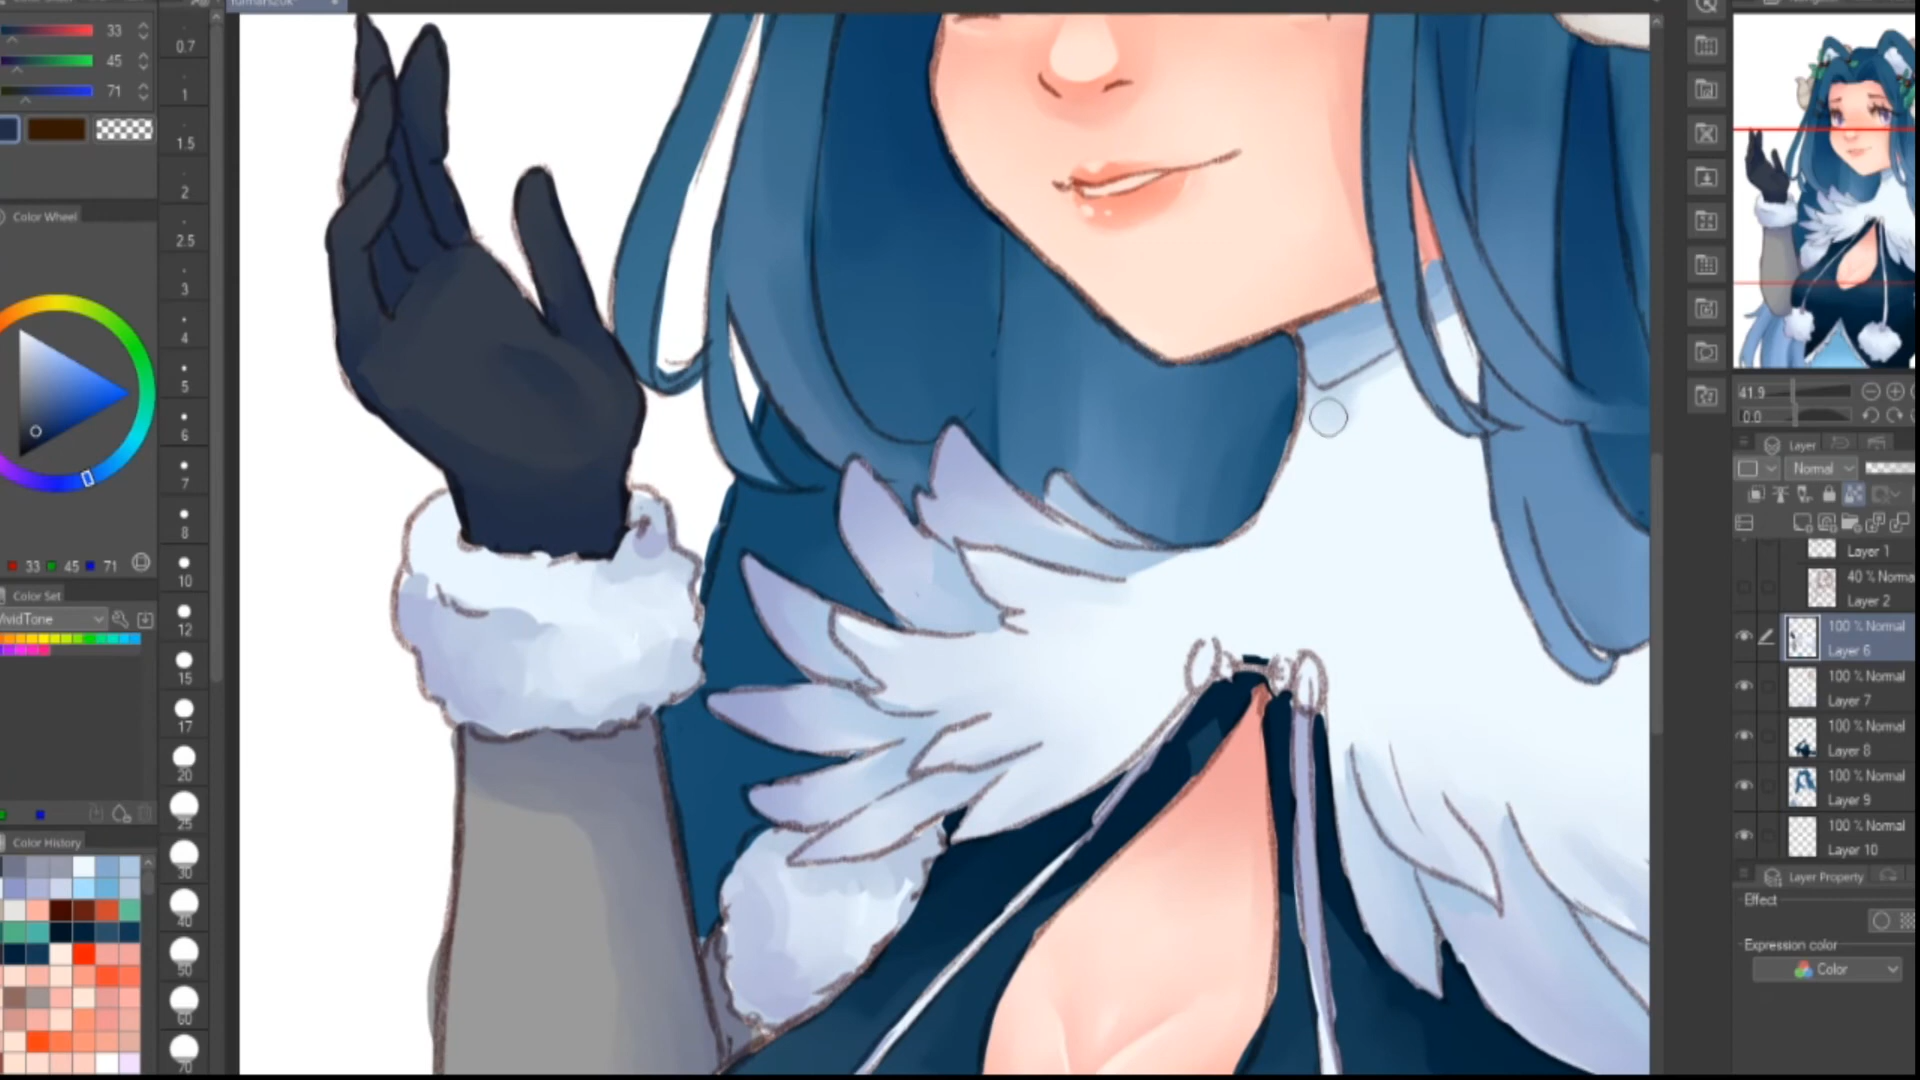 33
45
71
Color Wheel
33 45 71
Color Set
VividTone
Color History
0.7
1
1.5
2
2.5
3
4
5
6
7
8
10
12
15
17
20
25
30
40
50
60
70
41.9
0.0
Layer
Normal
Layer 1
40 % Norma
Layer 2
100 % Normal
Layer 6
100 % Normal
Layer 7
100 % Normal
Layer 8
100 % Normal
Layer 9
100 % Normal
Layer 10
Layer Property
Effect
Expression color
Color